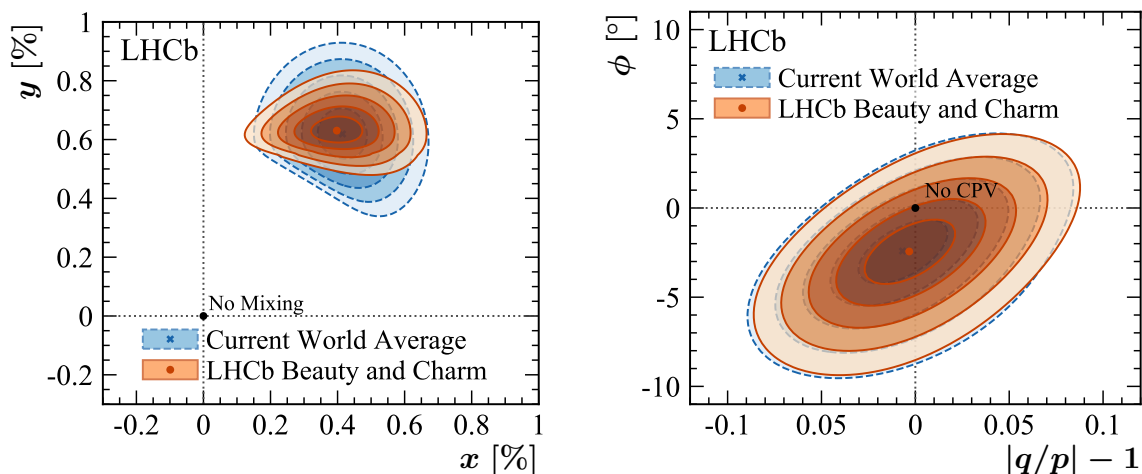 LHCb
y [%]
1
0.8
0.6
0.4
0.2
0
-0.2
No Mixing
Current World Average
LHCb Beauty and Charm
-0.2 0 0.2 0.4 0.6 0.8 1
x [%]
10
5
0
-5
-10
ϕ [°]
LHCb
Current World Average
LHCb Beauty and Charm
No CPV
-0.1 0.05 0 0.05 0.1
|q/p| − 1